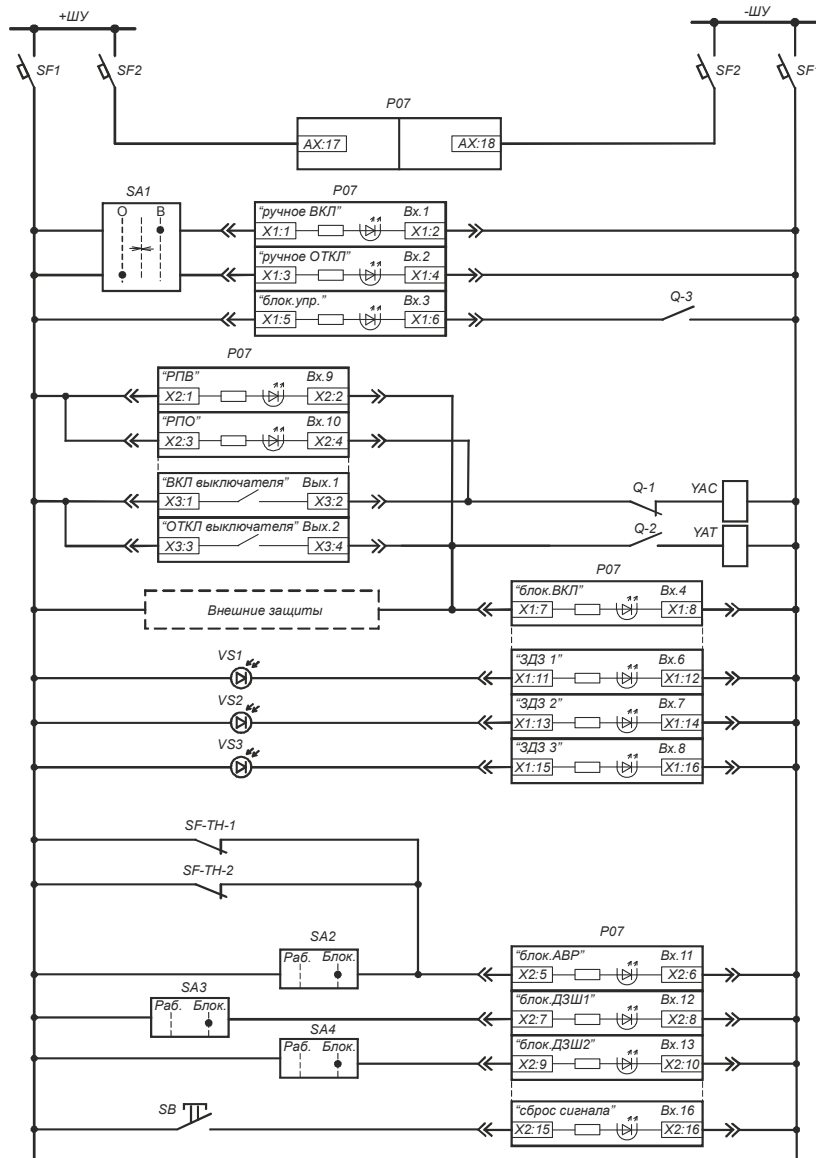 +ШУ
-ШУ
SF1
SF2
SF2
SF1
P07
AX:17
AX:18
SA1
O
B
P07
“ручное ВКЛ”
Вх.1
X1:1
X1:2
“ручное ОТКЛ”
Вх.2
X1:3
X1:4
“блок.упр.”
Вх.3
X1:5
X1:6
Q-3
P07
“РПВ”
Вх.9
X2:1
X2:2
“РПО”
Вх.10
X2:3
X2:4
“ВКЛ выключателя”
Вых.1
X3:1
X3:2
“ОТКЛ выключателя”
Вых.2
X3:3
X3:4
Q-1
YAC
Q-2
YAT
P07
Внешние защиты
“блок.ВКЛ”
Вх.4
X1:7
X1:8
VS1
“ЗДЗ 1”
Вх.6
X1:11
X1:12
VS2
“ЗДЗ 2”
Вх.7
X1:13
X1:14
VS3
“ЗДЗ 3”
Вх.8
X1:15
X1:16
SF-TH-1
SF-TH-2
SA2
Раб.
Блок.
P07
“блок.АВР”
Вх.11
X2:5
X2:6
SA3
Раб.
Блок.
“блок.ДЗШ1”
Вх.12
X2:7
X2:8
SA4
Раб.
Блок.
“блок.ДЗШ2”
Вх.13
X2:9
X2:10
SB
“сброс сигнала”
Вх.16
X2:15
X2:16